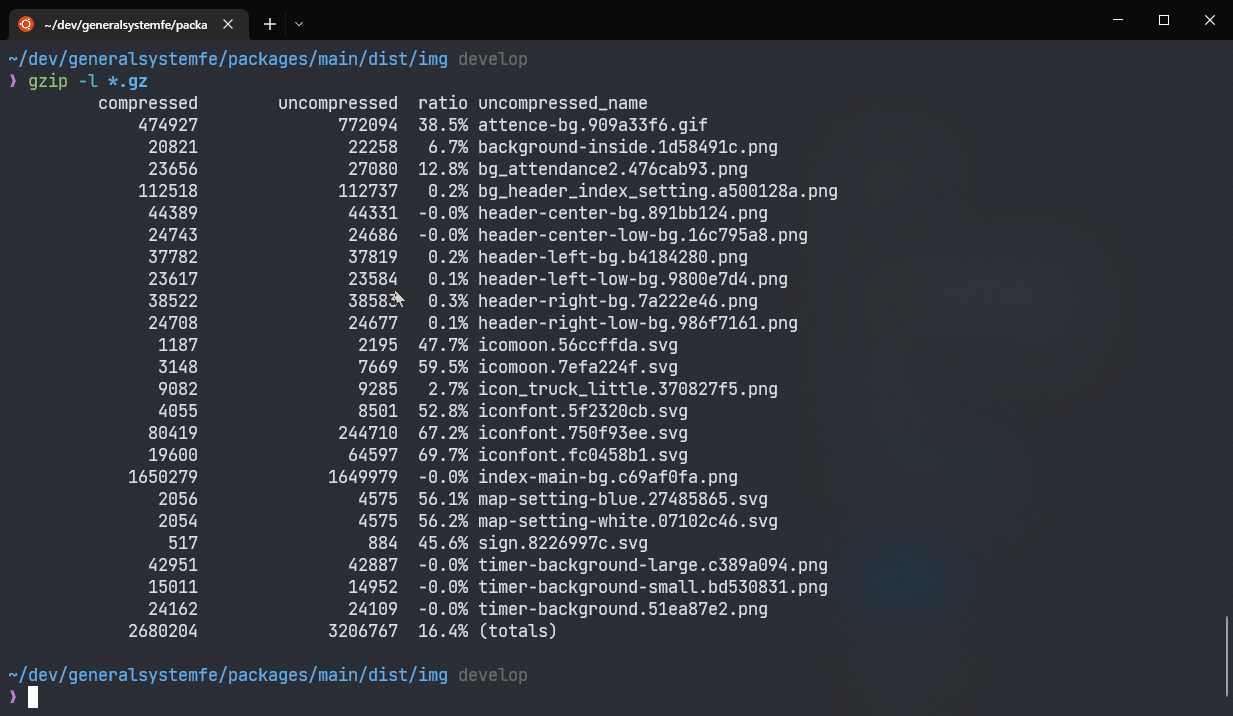 ~/dev/generalsystemfe/packa
~/dev/generalsystemfe/packages/main/dist/img develop
❯ gzip -l *.gz
compressed uncompressed ratio uncompressed_name
474927 772094 38.5% attence-bg.909a33f6.gif
20821 22258 6.7% background-inside.1d58491c.png
23656 27080 12.8% bg_attendance2.476cab93.png
112518 112737 0.2% bg_header_index_setting.a500128a.png
44389 44331 -0.0% header-center-bg.891bb124.png
24743 24686 -0.0% header-center-low-bg.16c795a8.png
37782 37819 0.2% header-left-bg.b4184280.png
23617 23584 0.1% header-left-low-bg.9800e7d4.png
38522 38583 0.3% header-right-bg.7a222e46.png
24708 24677 0.1% header-right-low-bg.986f7161.png
1187 2195 47.7% icomoon.56ccffda.svg
3148 7669 59.5% icomoon.7efa224f.svg
9082 9285 2.7% icon_truck_little.370827f5.png
4055 8501 52.8% iconfont.5f2320cb.svg
80419 244710 67.2% iconfont.750f93ee.svg
19600 64597 69.7% iconfont.fc0458b1.svg
1650279 1649979 -0.0% index-main-bg.c69af0fa.png
2056 4575 56.1% map-setting-blue.27485865.svg
2054 4575 56.2% map-setting-white.07102c46.svg
517 884 45.6% sign.8226997c.svg
42951 42887 -0.0% timer-background-large.c389a094.png
15011 14952 -0.0% timer-background-small.bd530831.png
24162 24109 -0.0% timer-background.51ea87e2.png
2680204 3206767 16.4% (totals)
~/dev/generalsystemfe/packages/main/dist/img develop
❯